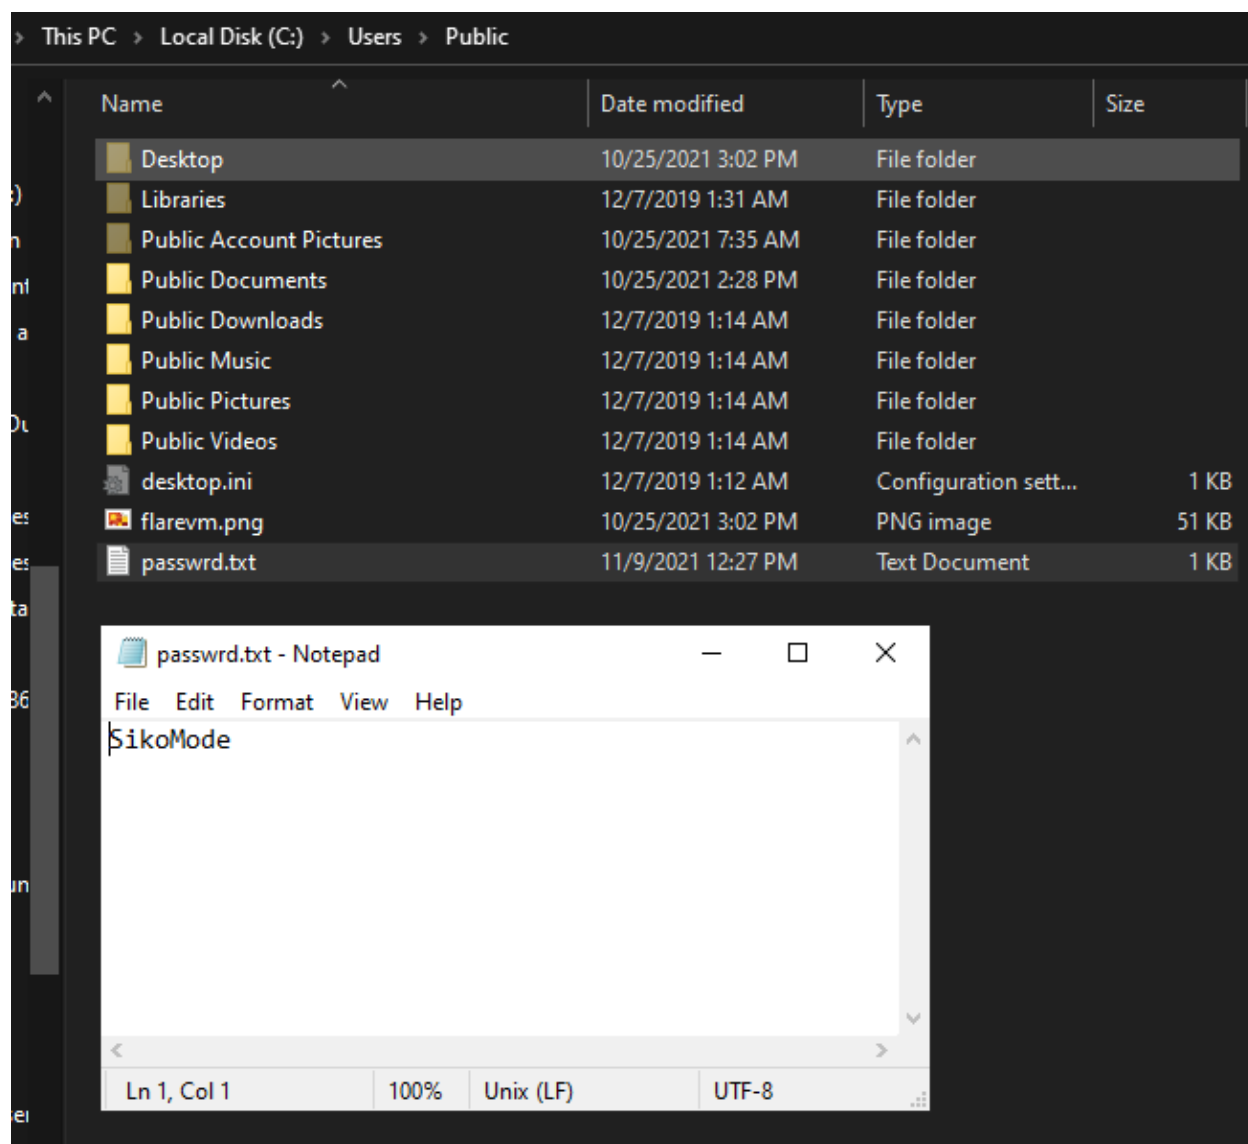 This PC > Local Disk (C:) > Users > Public
Name Date modified Type Size
Desktop 10/25/2021 3:02 PM File folder
Libraries 12/7/2019 1:31 AM File folder
Public Account Pictures 10/25/2021 7:35 AM File folder
Public Documents 10/25/2021 2:28 PM File folder
Public Downloads 12/7/2019 1:14 AM File folder
Public Music 12/7/2019 1:14 AM File folder
Public Pictures 12/7/2019 1:14 AM File folder
Public Videos 12/7/2019 1:14 AM File folder
desktop.ini 12/7/2019 1:12 AM Configuration sett... 1 KB
flarevm.png 10/25/2021 3:02 PM PNG image 51 KB
passwrd.txt 11/9/2021 12:27 PM Text Document 1 KB
passwrd.txt - Notepad
File Edit Format View Help
SikoMode
Ln 1, Col 1 100% Unix (LF) UTF-8